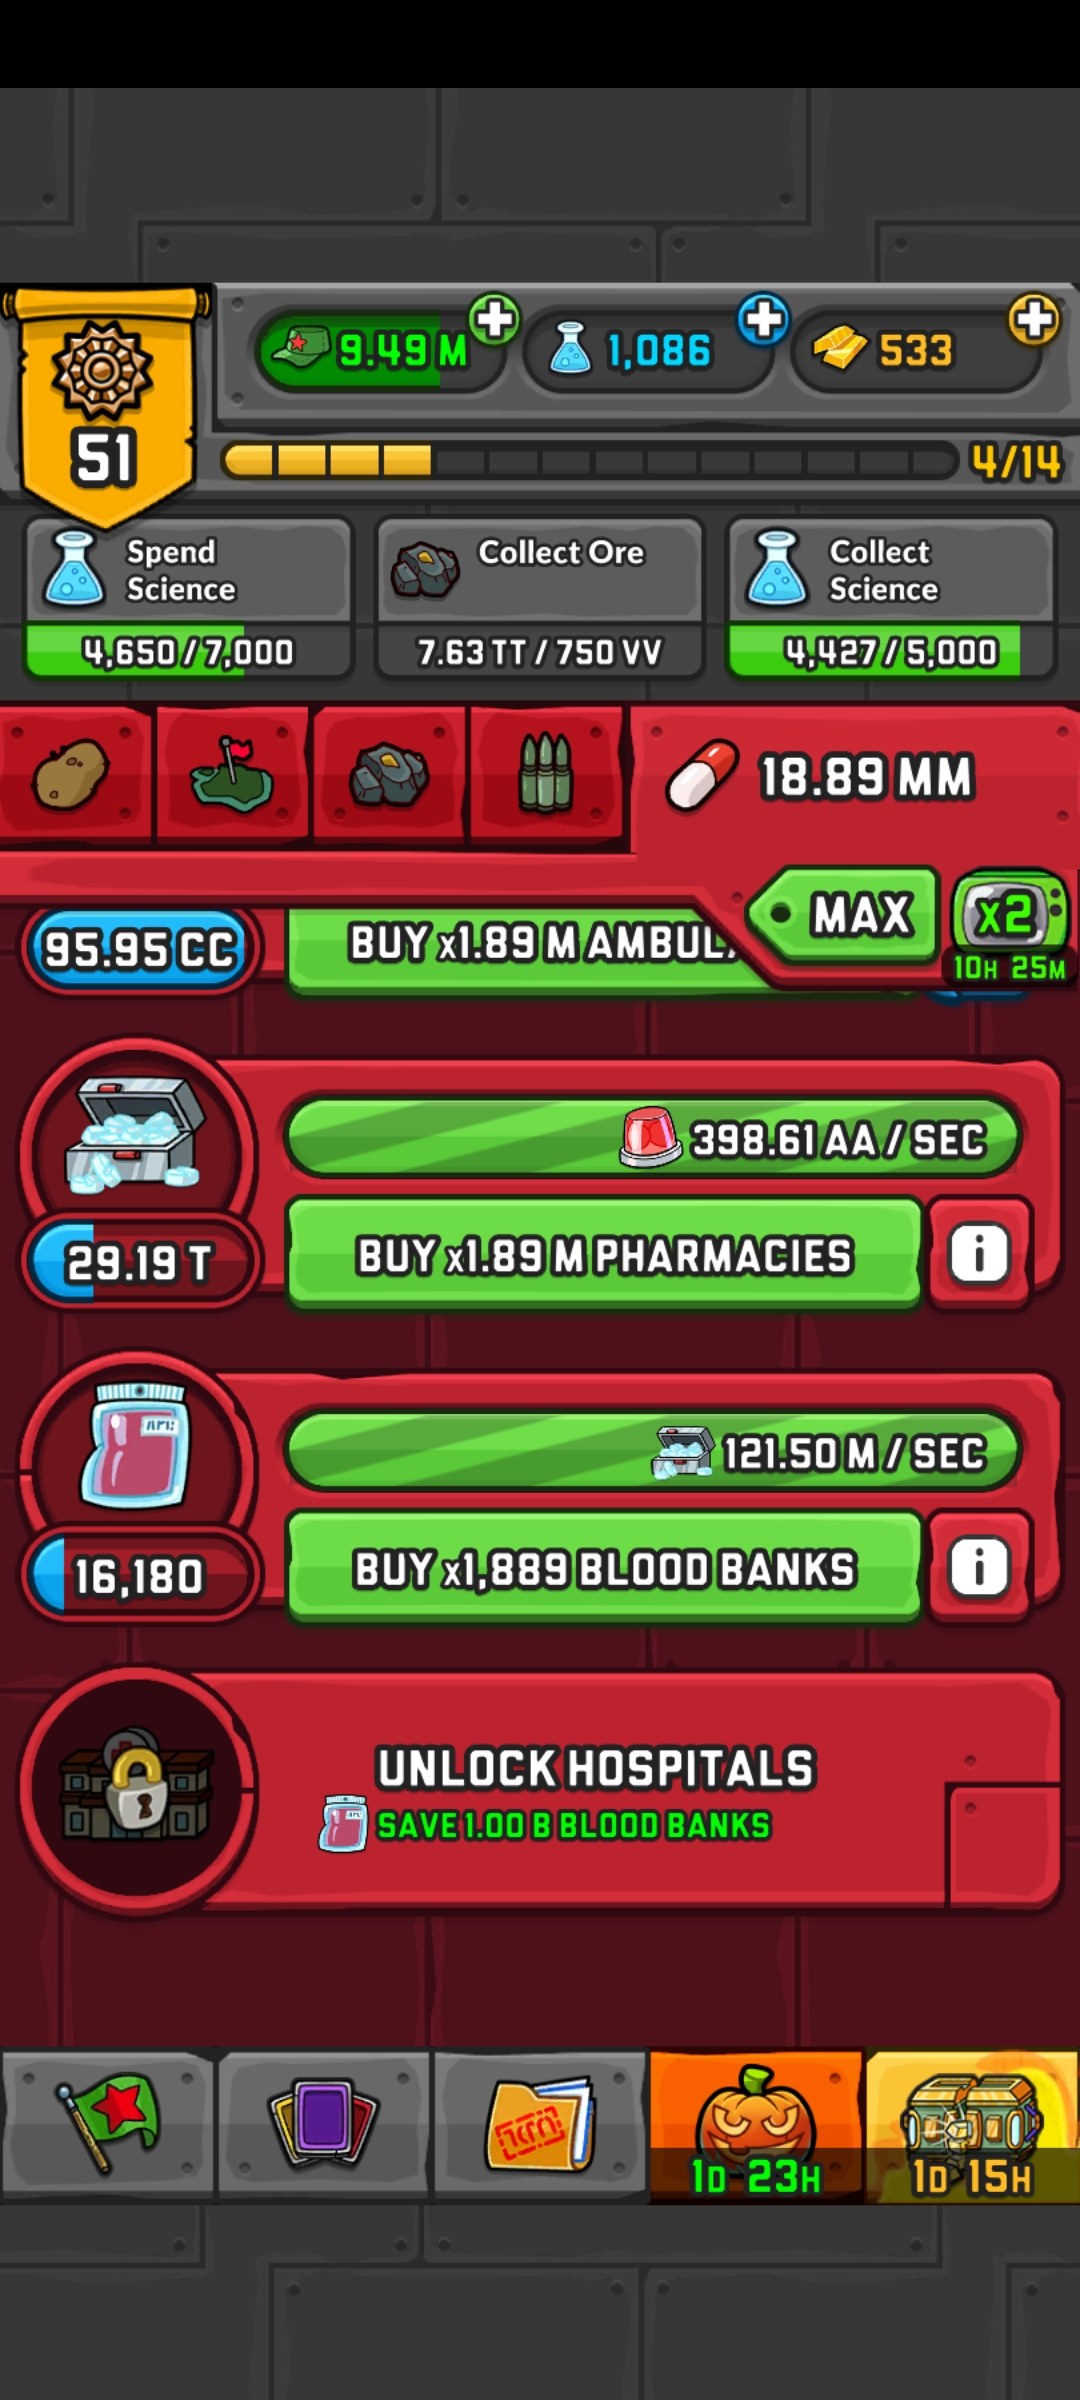 9.49 M
1,086
533
51
4/14
Spend
Science
4,650 / 7,000
Collect Ore
7.63 TT / 750 VV
Collect
Science
4,427 / 5,000
18.89 MM
MAX
x2
10H 25M
95.95 CC
BUY x1.89 M AMBUL
398.61 AA / SEC
29.19 T
BUY x1.89 M PHARMACIES
i
121.50 M / SEC
16,180
BUY x1,889 BLOOD BANKS
i
UNLOCK HOSPITALS
SAVE 1.00 B BLOOD BANKS
1D 23H
1D 15H